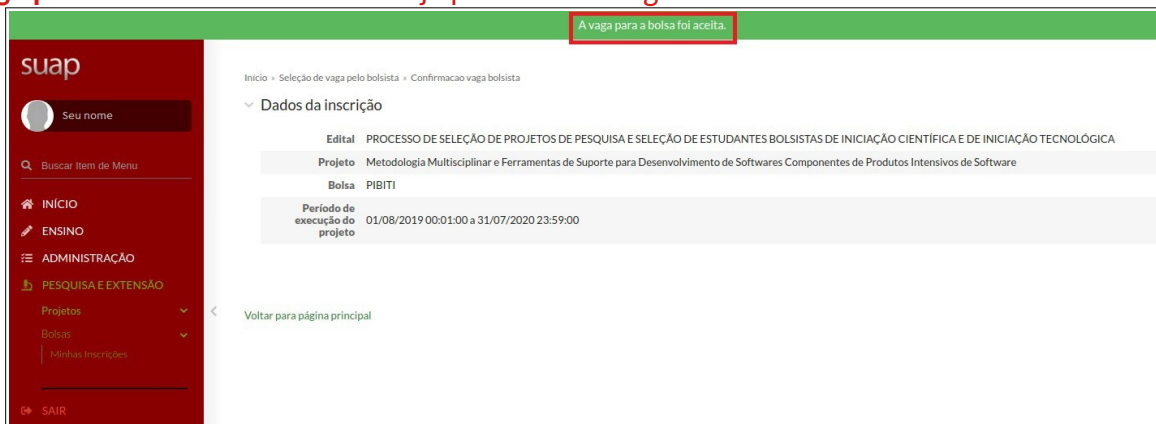 A vaga para a bolsa foi aceita.
suap
Seu nome
Buscar Item de Menu
INÍCIO
ENSINO
ADMINISTRAÇÃO
PESQUISA E EXTENSÃO
Projetos
Bolsas
Minhas Inscrições
SAIR
Início » Seleção de vaga pelo bolsista » Confirmacao vaga bolsista
Dados da inscrição
Edital PROCESSO DE SELEÇÃO DE PROJETOS DE PESQUISA E SELEÇÃO DE ESTUDANTES BOLSISTAS DE INICIAÇÃO CIENTÍFICA E DE INICIAÇÃO TECNOLÓGICA
Projeto Metodologia Multisciplinar e Ferramentas de Suporte para Desenvolvimento de Softwares Componentes de Produtos Intensivos de Software
Bolsa PIBITI
Período de
execução do 01/08/2019 00:01:00 a 31/07/2020 23:59:00
projeto
Voltar para página principal